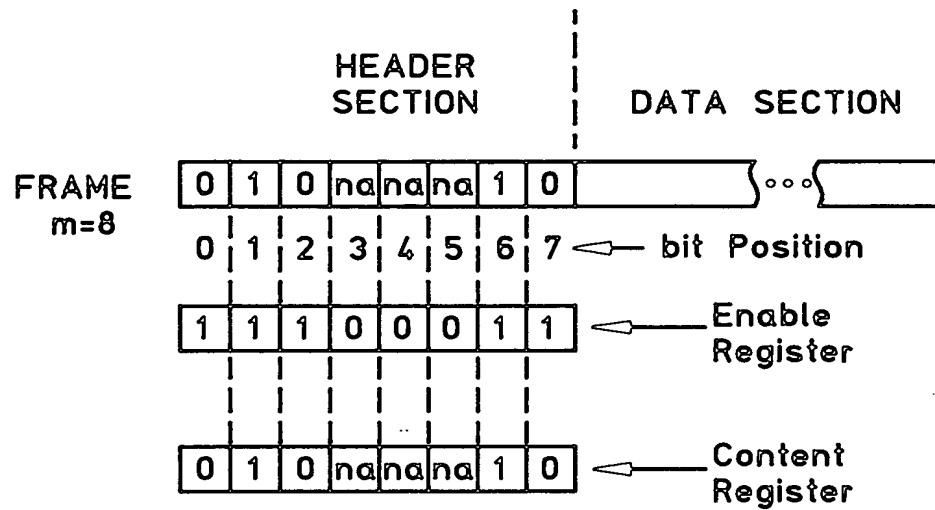 HEADER
SECTION
DATA SECTION
FRAME
m=8
0 1 0 na na na 1 0
0 1 2 3 4 5 6 7
bit Position
1 1 1 0 0 0 1 1
Enable
Register
0 1 0 na na na 1 0
Content
Register